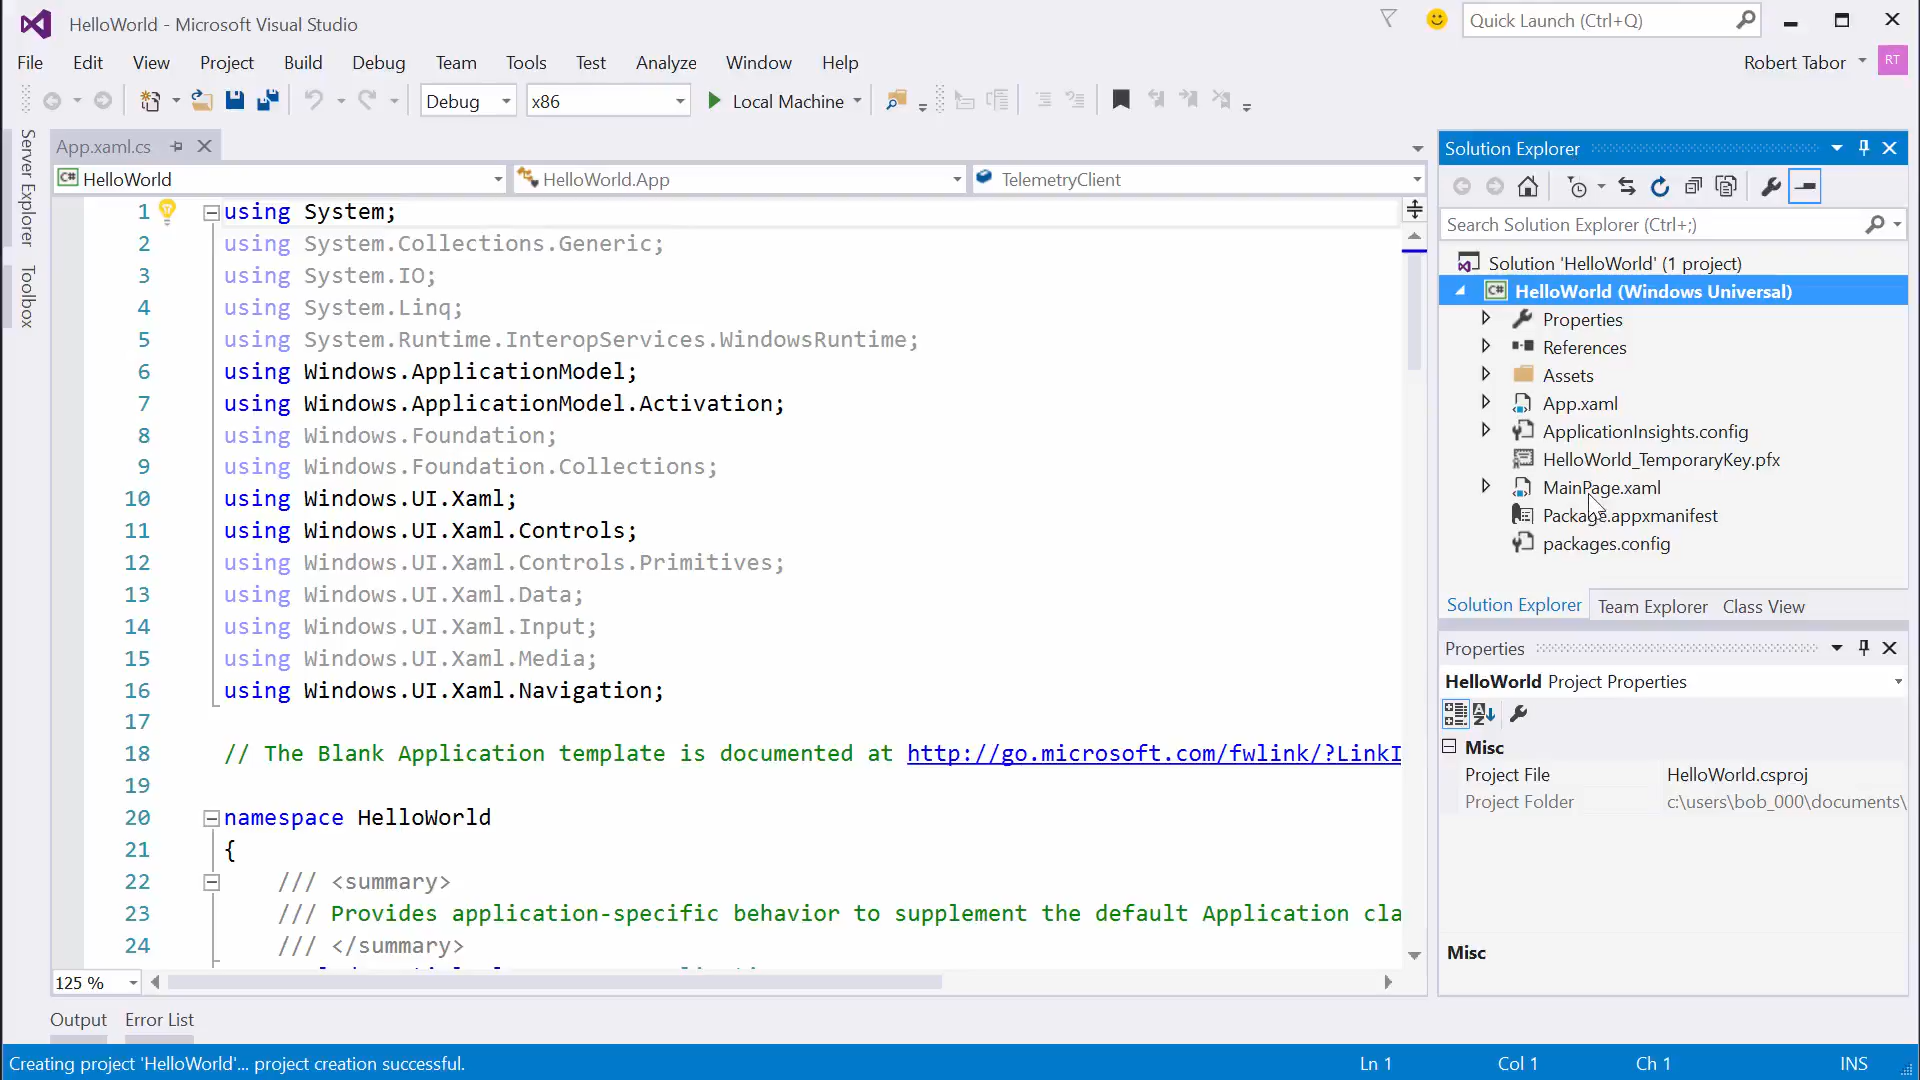 HelloWorld - Microsoft Visual Studio
Quick Launch (Ctrl+Q)
File Edit View Project Build Debug Team Tools Test Analyze Window Help
Robert Tabor RT
Debug x86 Local Machine
Server Explorer
Toolbox
App.xaml.cs
C# HelloWorld HelloWorld.App TelemetryClient
1 using System;
2 using System.Collections.Generic;
3 using System.IO;
4 using System.Linq;
5 using System.Runtime.InteropServices.WindowsRuntime;
6 using Windows.ApplicationModel;
7 using Windows.ApplicationModel.Activation;
8 using Windows.Foundation;
9 using Windows.Foundation.Collections;
10 using Windows.UI.Xaml;
11 using Windows.UI.Xaml.Controls;
12 using Windows.UI.Xaml.Controls.Primitives;
13 using Windows.UI.Xaml.Data;
14 using Windows.UI.Xaml.Input;
15 using Windows.UI.Xaml.Media;
16 using Windows.UI.Xaml.Navigation;
17
18 // The Blank Application template is documented at http://go.microsoft.com/fwlink/?LinkI
19
20 namespace HelloWorld
21 {
22 /// <summary>
23 /// Provides application-specific behavior to supplement the default Application cla
24 /// </summary>
125 %
Solution Explorer
Search Solution Explorer (Ctrl+;)
Solution 'HelloWorld' (1 project)
C# HelloWorld (Windows Universal)
Properties
References
Assets
App.xaml
ApplicationInsights.config
HelloWorld_TemporaryKey.pfx
MainPage.xaml
Package.appxmanifest
packages.config
Solution Explorer Team Explorer Class View
Properties
HelloWorld Project Properties
Misc
Project File HelloWorld.csproj
Project Folder c:\users\bob_000\documents\
Misc
Output Error List
Creating project 'HelloWorld'... project creation successful. Ln 1 Col 1 Ch 1 INS